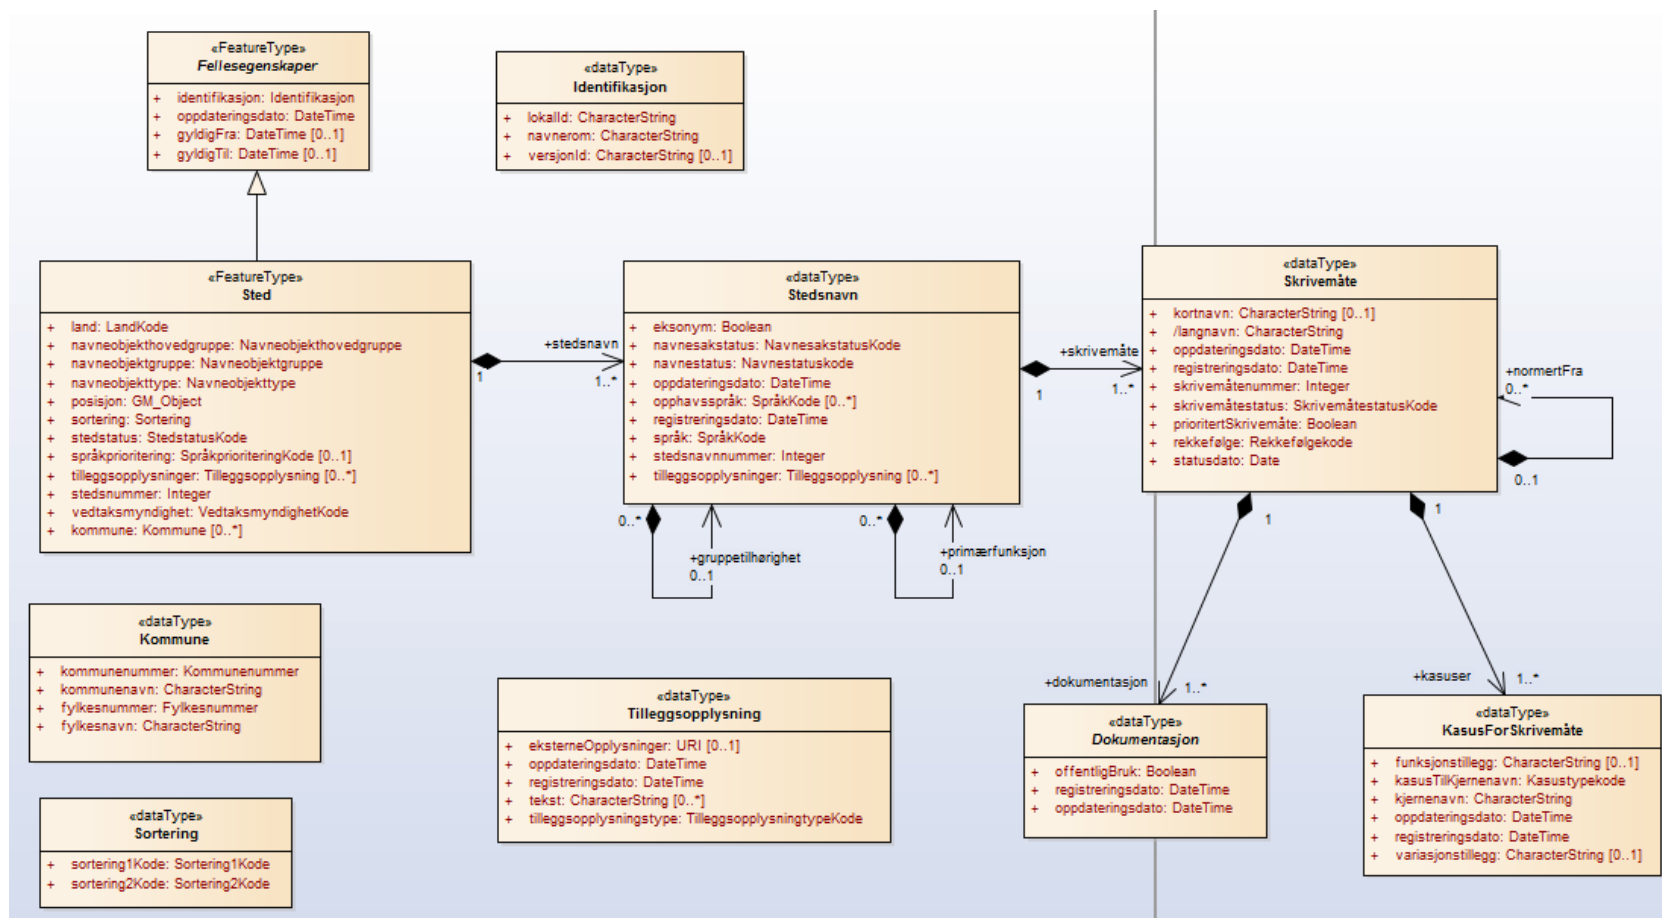 «FeatureType»
Fellesegenskaper
+ identifikasjon: Identifikasjon
+ oppdateringsdato: DateTime
+ gyldigFra: DateTime [0..1]
+ gyldigTil: DateTime [0..1]
«dataType»
Identifikasjon
+ lokalId: CharacterString
+ navnerom: CharacterString
+ versjonId: CharacterString [0..1]
«FeatureType»
Sted
+ land: LandKode
+ navneobjekthovedgruppe: Navneobjekthovedgruppe
+ navneobjektgruppe: Navneobjektgruppe
+ navneobjekttype: Navneobjekttype
+ posisjon: GM_Object
+ sortering: Sortering
+ stedstatus: StedstatusKode
+ språkprioritering: SpråkprioriteringKode [0..1]
+ tilleggsopplysninger: Tilleggsopplysning [0..*]
+ stedsnummer: Integer
+ vedtaksmyndighet: VedtaksmyndighetKode
+ kommune: Kommune [0..*]
+stedsnavn
1
1..*
«dataType»
Stedsnavn
+ eksonym: Boolean
+ navnesakstatus: NavnesakstatusKode
+ navnestatus: Navnestatuskode
+ oppdateringsdato: DateTime
+ opphavsspråk: SpråkKode [0..*]
+ registreringsdato: DateTime
+ språk: SpråkKode
+ stedsnavnnummer: Integer
+ tilleggsopplysninger: Tilleggsopplysning [0..*]
0..*
+gruppetilhørighet
0..1
0..*
+primærfunksjon
0..1
+skrivemåte
1
1..*
«dataType»
Skrivemåte
+ kortnavn: CharacterString [0..1]
+ /langnavn: CharacterString
+ oppdateringsdato: DateTime
+ registreringsdato: DateTime
+ skrivemåtenummer: Integer
+ skrivemåtestatus: SkrivemåtestatusKode
+ prioritertSkrivemåte: Boolean
+ rekkefølge: Rekkefølgekode
+ statusdato: Date
+normertFra
0..*
0..1
1
1
+dokumentasjon
1..*
+kasuser
1..*
«dataType»
Kommune
+ kommunenummer: Kommunenummer
+ kommunenavn: CharacterString
+ fylkesnummer: Fylkesnummer
+ fylkesnavn: CharacterString
«dataType»
Tilleggsopplysning
+ eksterneOpplysninger: URI [0..1]
+ oppdateringsdato: DateTime
+ registreringsdato: DateTime
+ tekst: CharacterString [0..*]
+ tilleggsopplysningstype: TilleggsopplysningtypeKode
«dataType»
Dokumentasjon
+ offentligBruk: Boolean
+ registreringsdato: DateTime
+ oppdateringsdato: DateTime
«dataType»
KasusForSkrivemåte
+ funksjonstillegg: CharacterString [0..1]
+ kasusTilKjernenavn: Kasustypekode
+ kjernenavn: CharacterString
+ oppdateringsdato: DateTime
+ registreringsdato: DateTime
+ variasjonstillegg: CharacterString [0..1]
«dataType»
Sortering
+ sortering1Kode: Sortering1Kode
+ sortering2Kode: Sortering2Kode